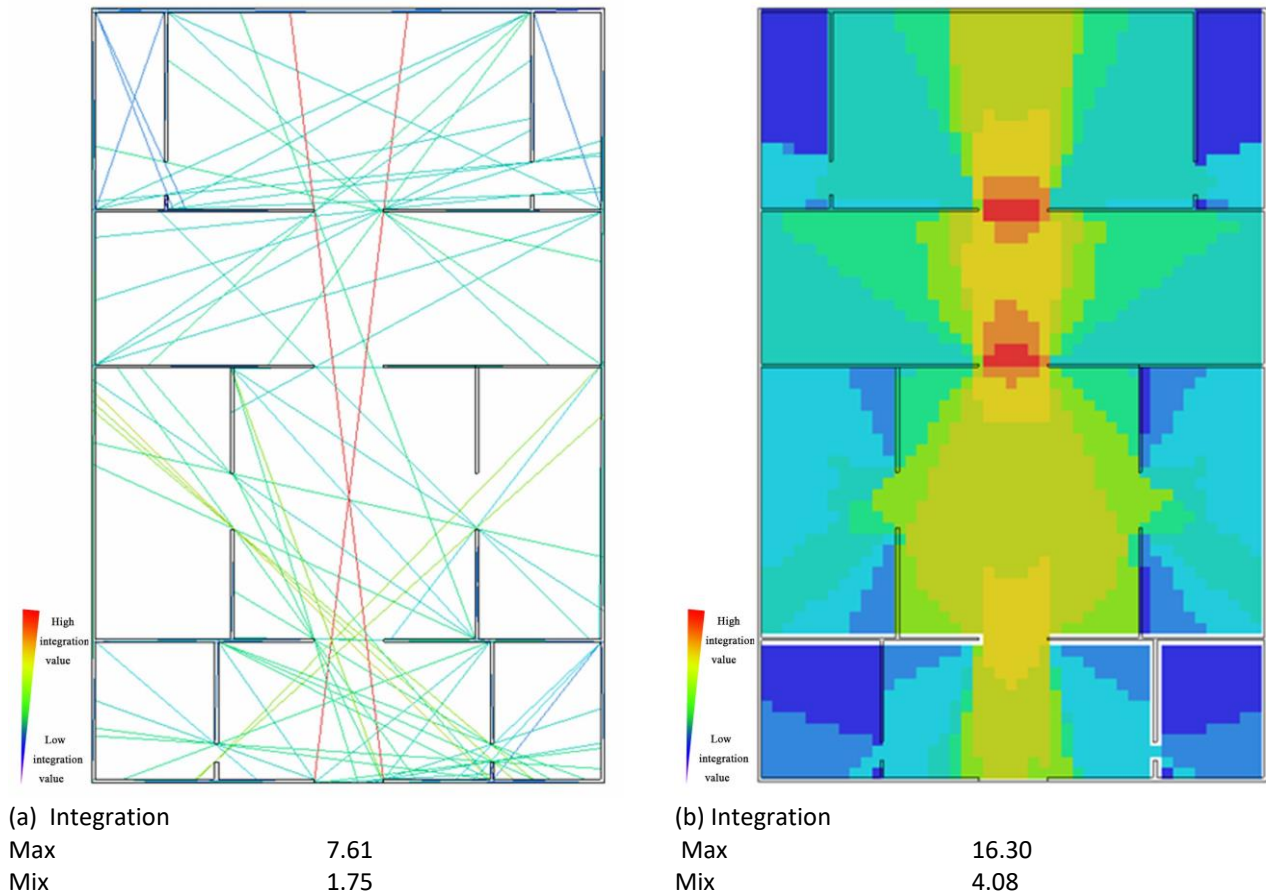 High
integration
value
Low
integration
value
High
integration
value
Low
integration
value
(a) Integration
Max 7.61
Mix 1.75
(b) Integration
Max 16.30
Mix 4.08